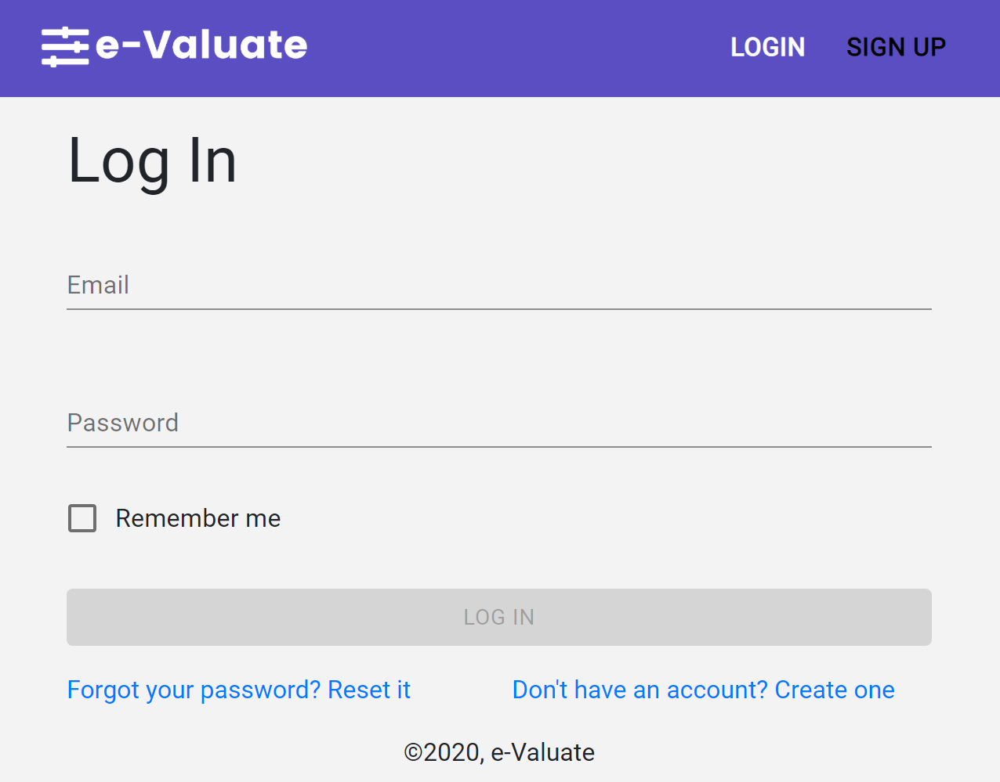 e-Valuate
LOGIN SIGN UP
Log In
Email
Password
Remember me
LOG IN
Forgot your password? Reset it
Don't have an account? Create one
©2020, e-Valuate